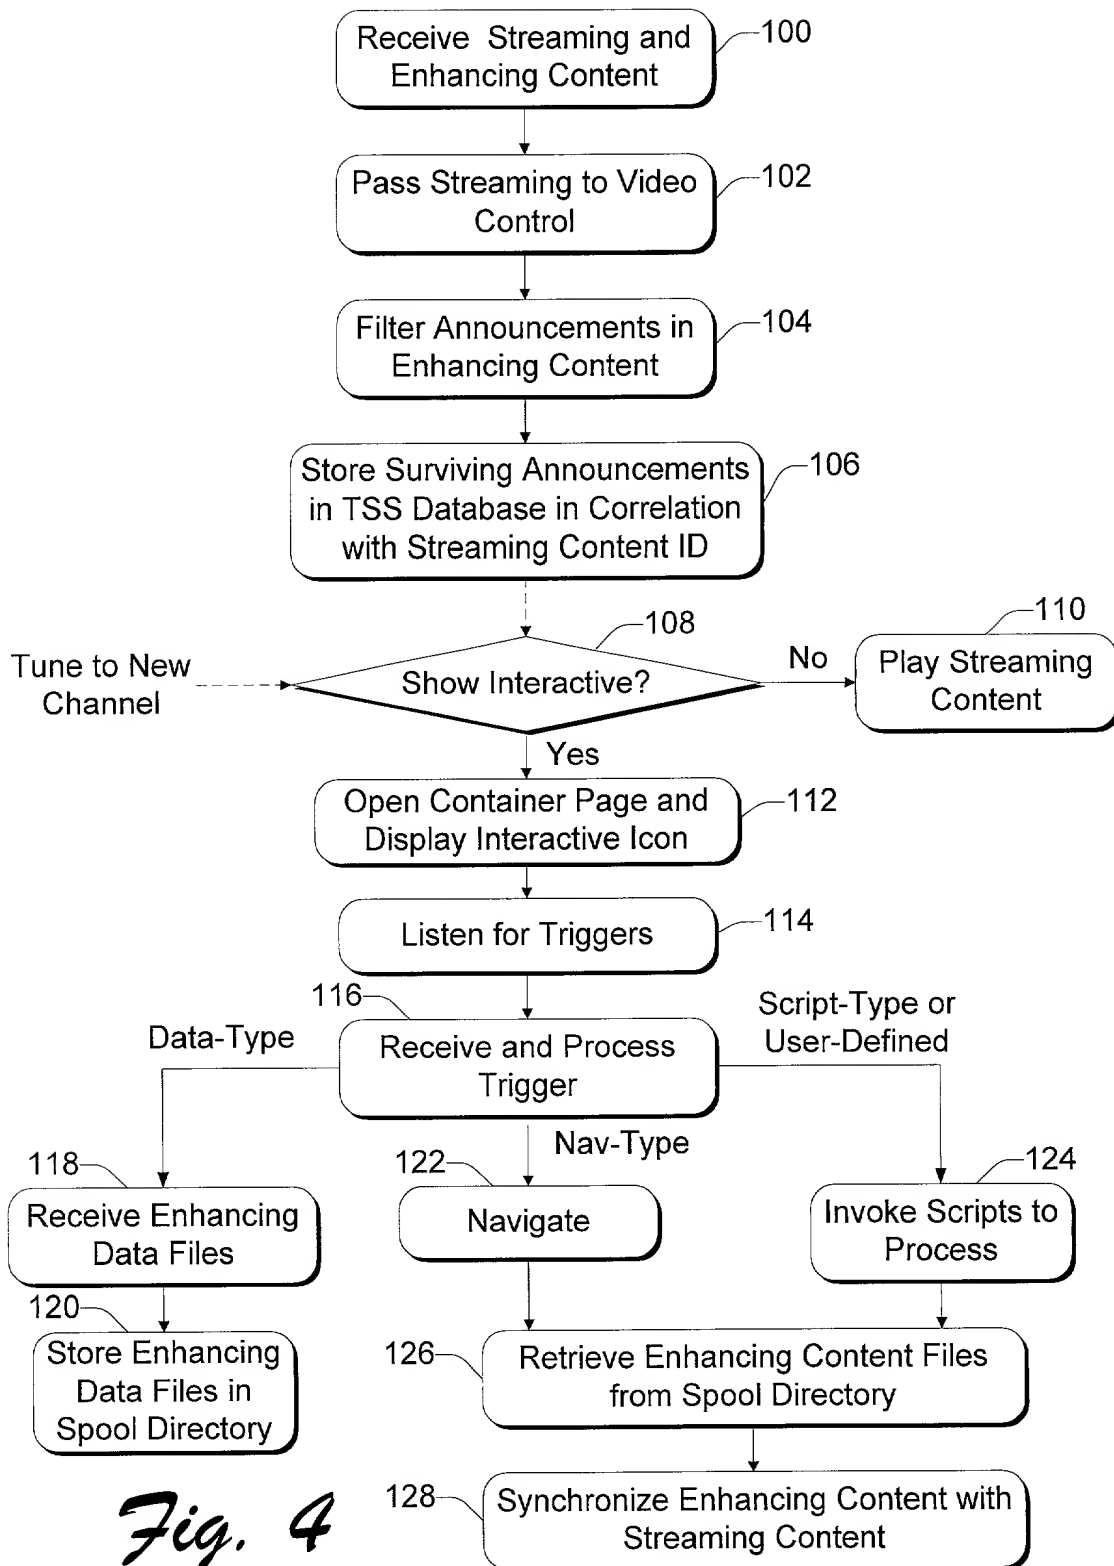 Receive Streaming and
Enhancing Content
100
Pass Streaming to Video
Control
102
Filter Announcements in
Enhancing Content
104
Store Surviving Announcements
in TSS Database in Correlation
with Streaming Content ID
106
Tune to New
Channel
Show Interactive?
108
No
Play Streaming
Content
110
Yes
Open Container Page and
Display Interactive Icon
112
Listen for Triggers
114
116
Receive and Process
Trigger
Data-Type
Nav-Type
Script-Type or
User-Defined
118
Receive Enhancing
Data Files
122
Navigate
124
Invoke Scripts to
Process
120
Store Enhancing
Data Files in
Spool Directory
126
Retrieve Enhancing Content Files
from Spool Directory
128
Synchronize Enhancing Content with
Streaming Content
Fig. 4